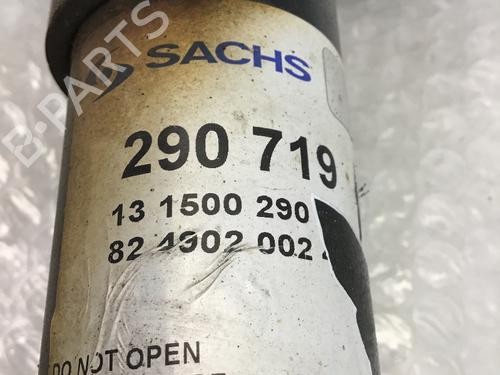 SACHS
B-PARTS
290 719
13 1500 290
82 4902 002
DO NOT OPEN